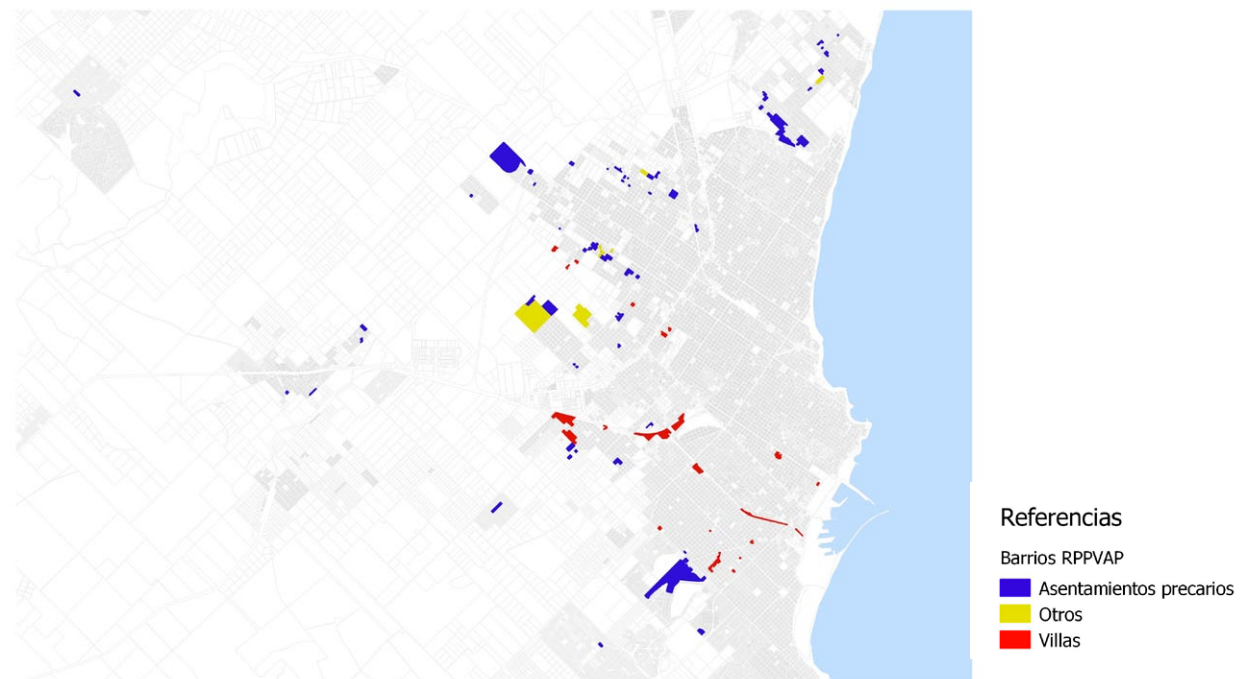 Referencias
Barrios RPPVAP
Asentamientos precarios
Otros
Villas